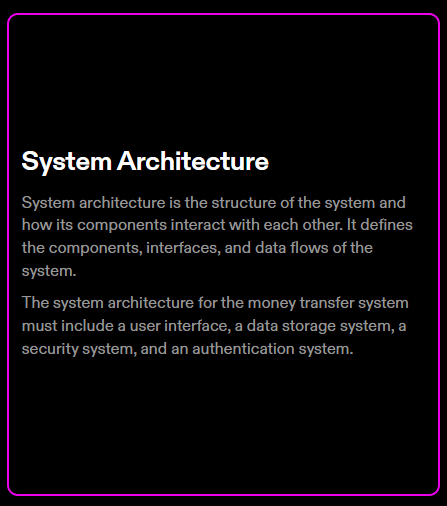 System Architecture
System architecture is the structure of the system and
how its components interact with each other. It defines
the components, interfaces, and data flows of the
system.
The system architecture for the money transfer system
must include a user interface, a data storage system, a
security system, and an authentication system.